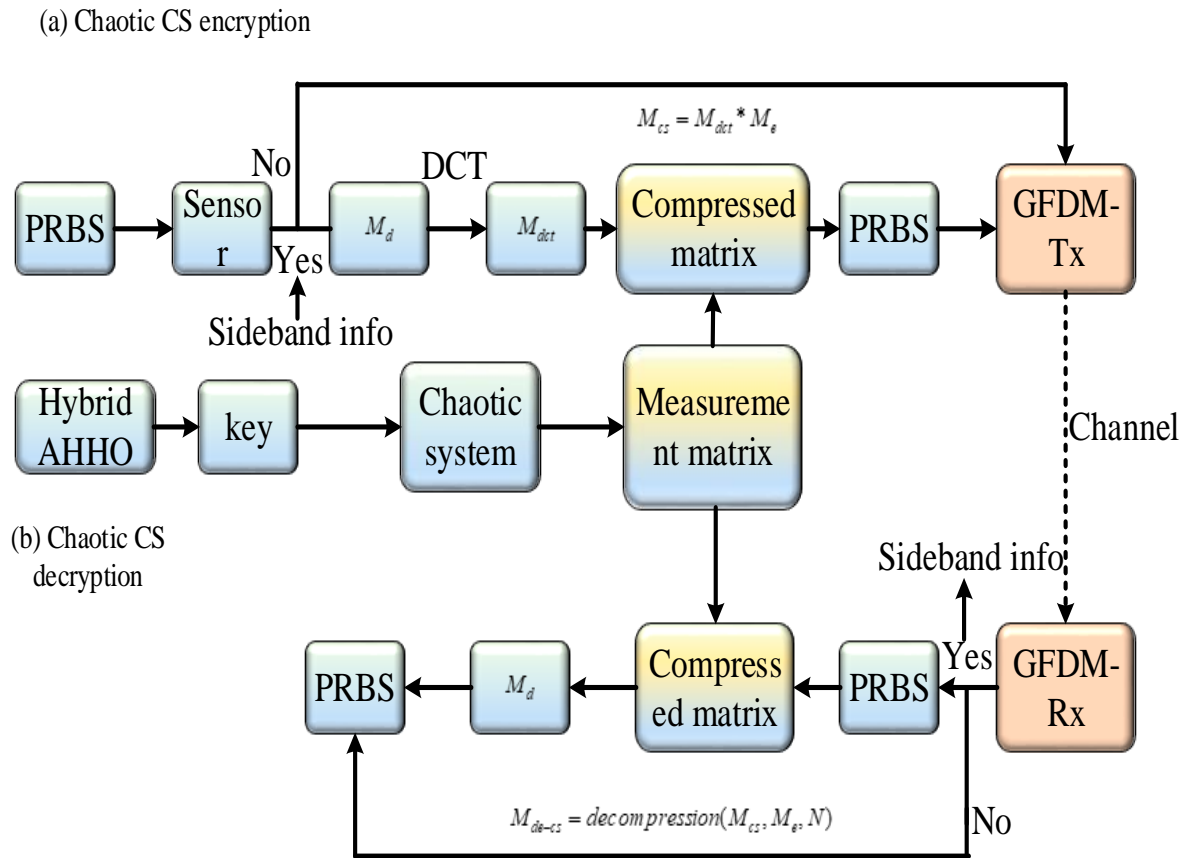 (a) Chaotic CS encryption
M_cs = M_dct * M_e
No
DCT
PRBS
Senso
r
M_d
M_dct
Compressed
matrix
PRBS
GFDM-
Tx
Yes
Sideband info
Hybrid
AHHO
key
Chaotic
system
Measureme
nt matrix
Channel
(b) Chaotic CS
decryption
Sideband info
Yes
PRBS
M_d
Compress
ed matrix
PRBS
GFDM-
Rx
M_de-cs = decompression(M_cs, M_e, N)
No